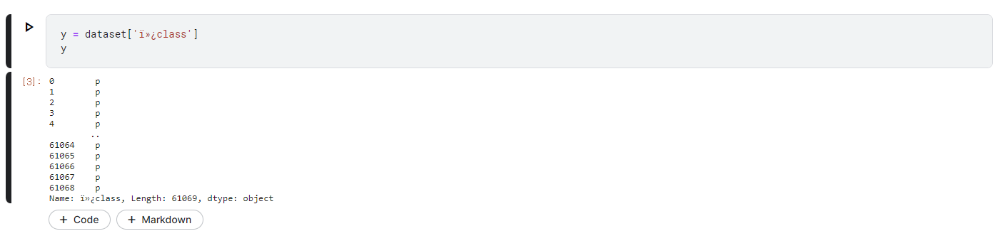 y = dataset['ï»¿class']
y
[3]: 0 p
1 p
2 p
3 p
4 p
..
61064 p
61065 p
61066 p
61067 p
61068 p
Name: ï»¿class, Length: 61069, dtype: object
+ Code + Markdown